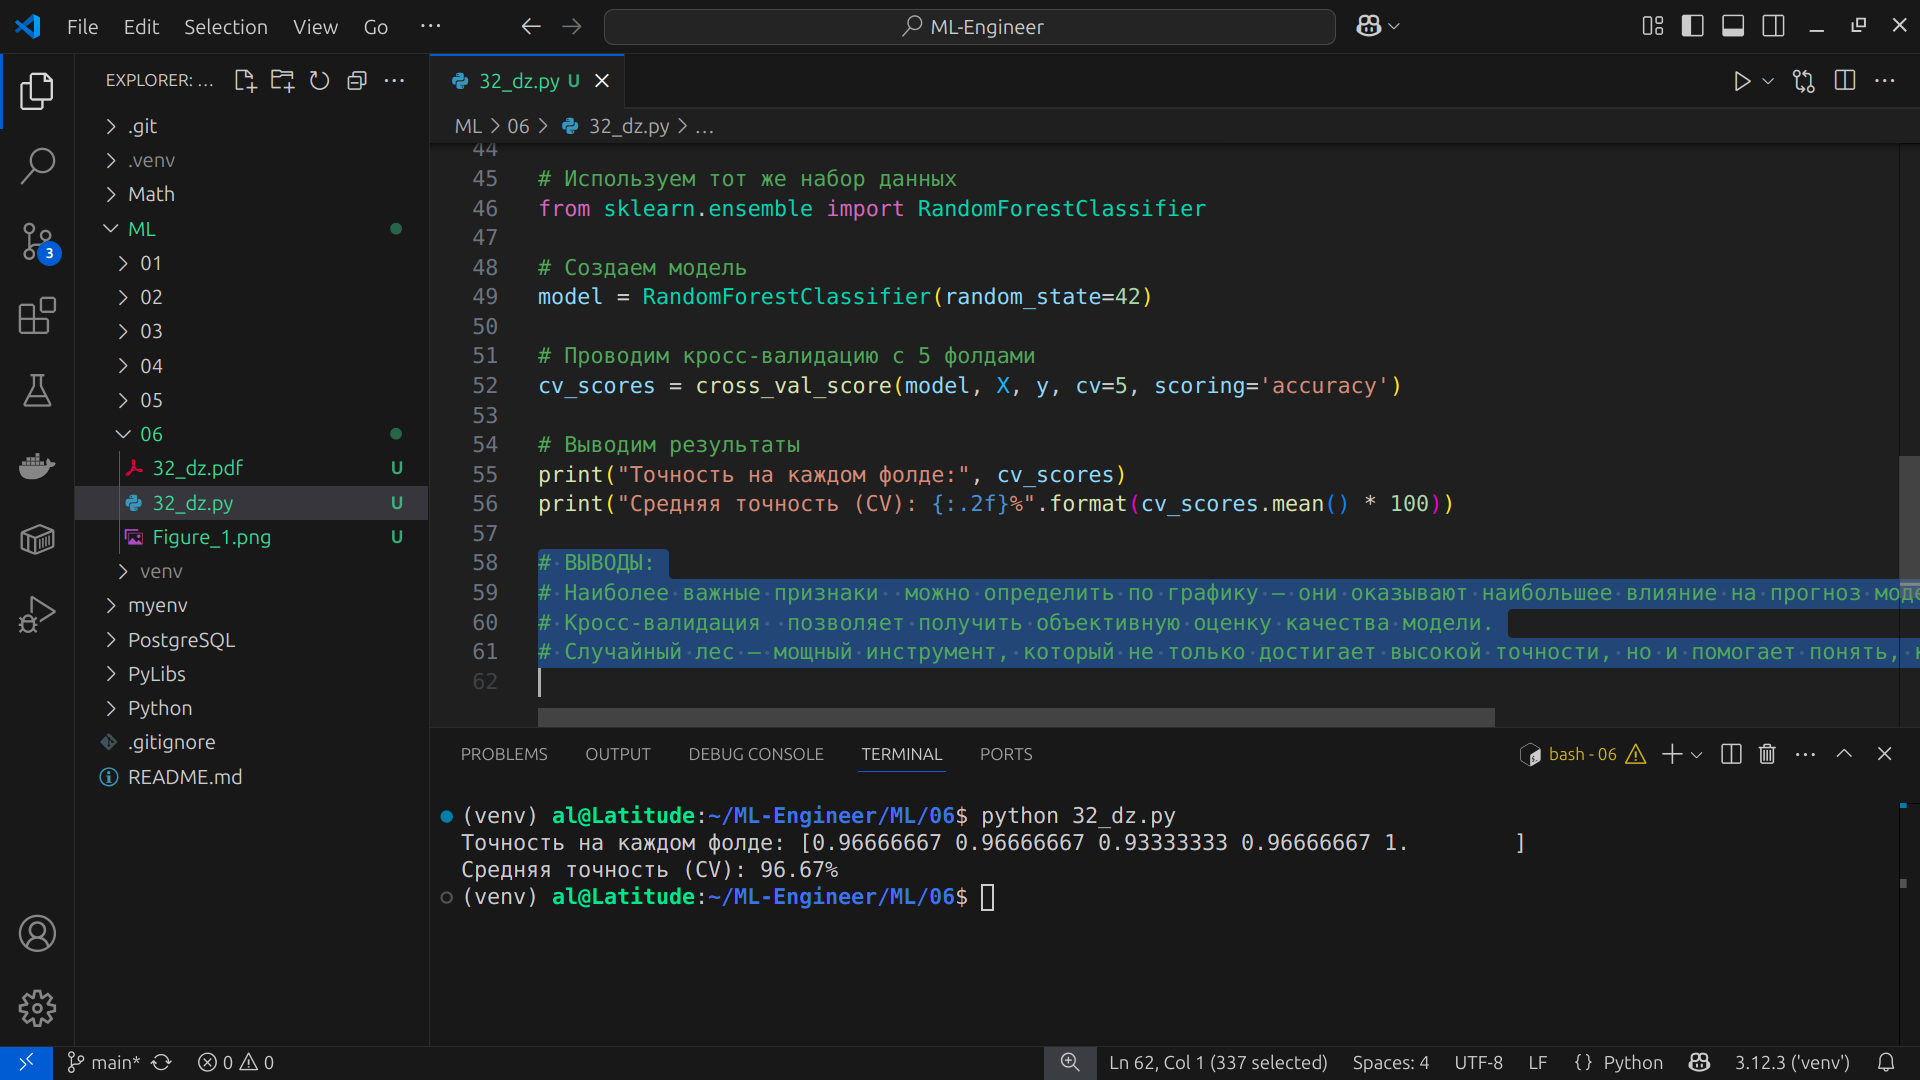 File Edit Selection View Go ··· ML-Engineer
EXPLORER: ...
.git
.venv
Math
ML
01
02
03
04
05
06
32_dz.pdf U
32_dz.py U
Figure_1.png U
venv
myenv
PostgreSQL
PyLibs
Python
.gitignore
README.md
3
32_dz.py U
ML > 06 > 32_dz.py > ...
44
45 # Используем тот же набор данных
46 from sklearn.ensemble import RandomForestClassifier
47
48 # Создаем модель
49 model = RandomForestClassifier(random_state=42)
50
51 # Проводим кросс-валидацию с 5 фолдами
52 cv_scores = cross_val_score(model, X, y, cv=5, scoring='accuracy')
53
54 # Выводим результаты
55 print("Точность на каждом фолде:", cv_scores)
56 print("Средняя точность (CV): {:.2f}%".format(cv_scores.mean() * 100))
57
58 # ВЫВОДЫ:
59 # Наиболее важные признаки  можно определить по графику — они оказывают наибольшее влияние на прогноз
60 # Кросс-валидация  позволяет получить объективную оценку качества модели.
61 # Случайный лес — мощный инструмент, который не только достигает высокой точности, но и помогает понять,
62
PROBLEMS OUTPUT DEBUG CONSOLE TERMINAL PORTS bash - 06
(venv) al@Latitude:~/ML-Engineer/ML/06$ python 32_dz.py
Точность на каждом фолде: [0.96666667 0.96666667 0.93333333 0.96666667 1.        ]
Средняя точность (CV): 96.67%
(venv) al@Latitude:~/ML-Engineer/ML/06$
main* 0 0 Ln 62, Col 1 (337 selected) Spaces: 4 UTF-8 LF {} Python 3.12.3 ('venv')